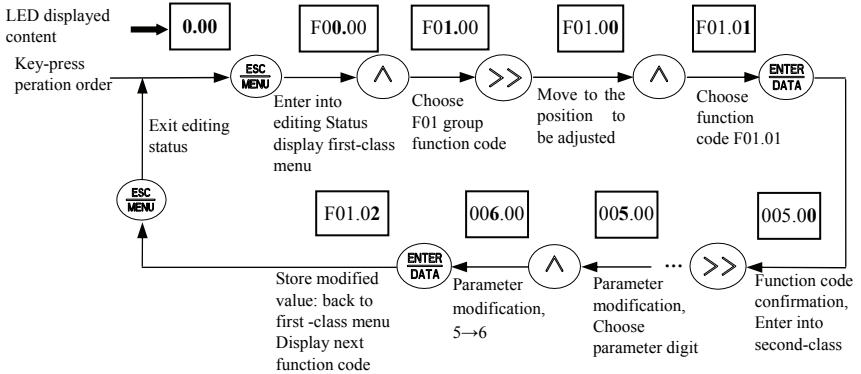 LED displayed
content
0.00
F00.00
F01.00
F01.00
F01.01
Key-press
peration order
ESC
MENU
>>
ENTER
DATA
Enter into
editing Status
display first-class
menu
Choose
F01 group
function code
Move to the
position to
be adjusted
Choose
function
code F01.01
Exit editing
status
ESC
MENU
F01.02
006.00
005.00
005.00
ENTER
DATA
...
>>
Store modified
value: back to
first -class menu
Display next
function code
Parameter
modification,
5→6
Parameter
modification,
Choose
parameter digit
Function code
confirmation,
Enter into
second-class